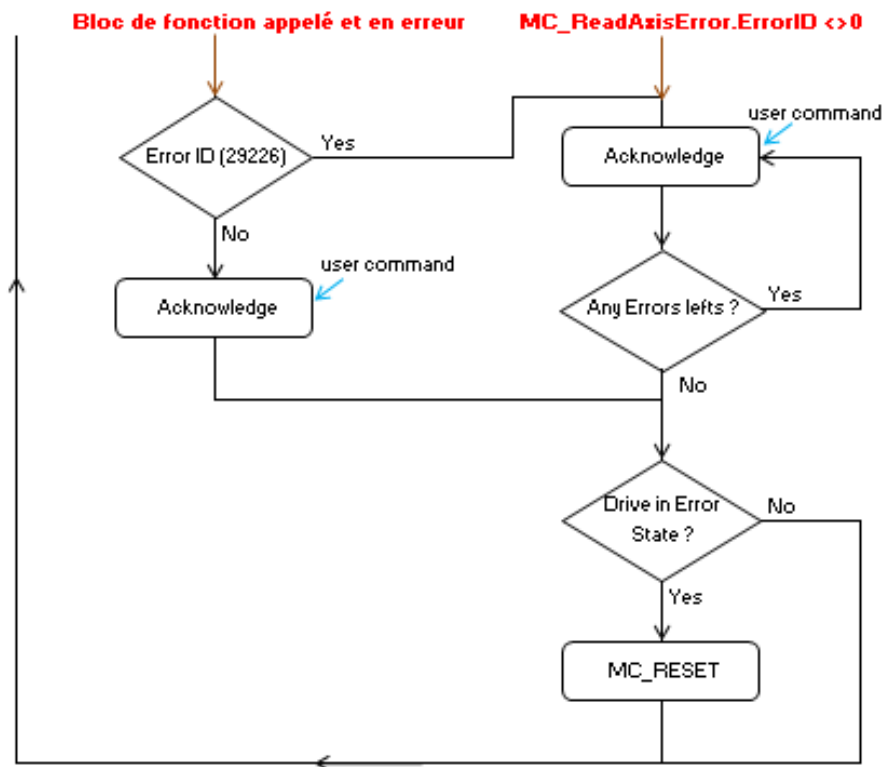 Bloc de fonction appelé et en erreur
MC_ReadAxisError.ErrorID <>0
user command
Error ID (29226)
Yes
Acknowledge
No
user command
Acknowledge
Any Errors lefts ?
Yes
No
Drive in Error
State ?
No
Yes
MC_RESET